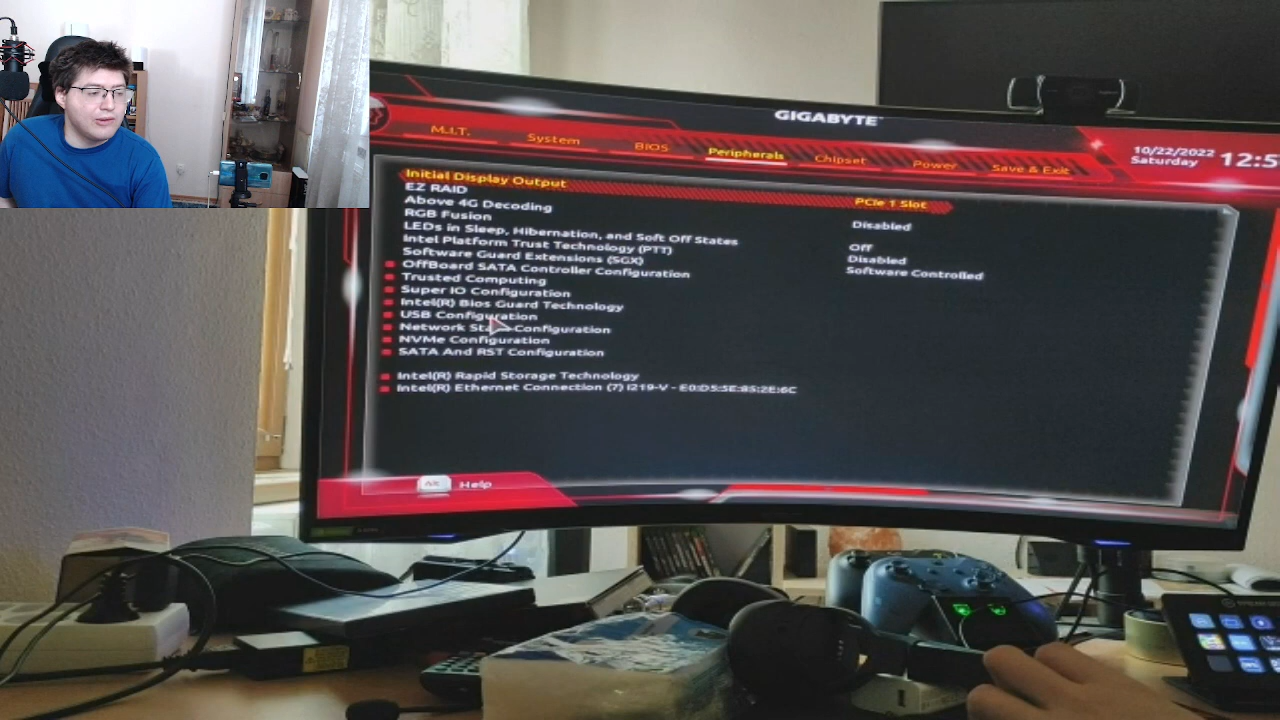 GIGABYTE
M.I.T. System BIOS Peripherals Chipset Power Save & Exit
10/22/2022
Saturday 12:5
Initial Display Output PCIe 1 Slot
EZ RAID
Above 4G Decoding Disabled
RGB Fusion
LEDs in Sleep, Hibernation, and Soft Off States Off
Intel Platform Trust Technology (PTT) Disabled
Software Guard Extensions (SGX) Software Controlled
OffBoard SATA Controller Configuration
Trusted Computing
Super IO Configuration
Intel(R) Bios Guard Technology
USB Configuration
Network Configuration
NVMe Configuration
SATA And RST Configuration
Intel(R) Rapid Storage Technology
Intel(R) Ethernet Connection (7) I219-V - E0:D5:5E:85:2E:6C
Alt Help